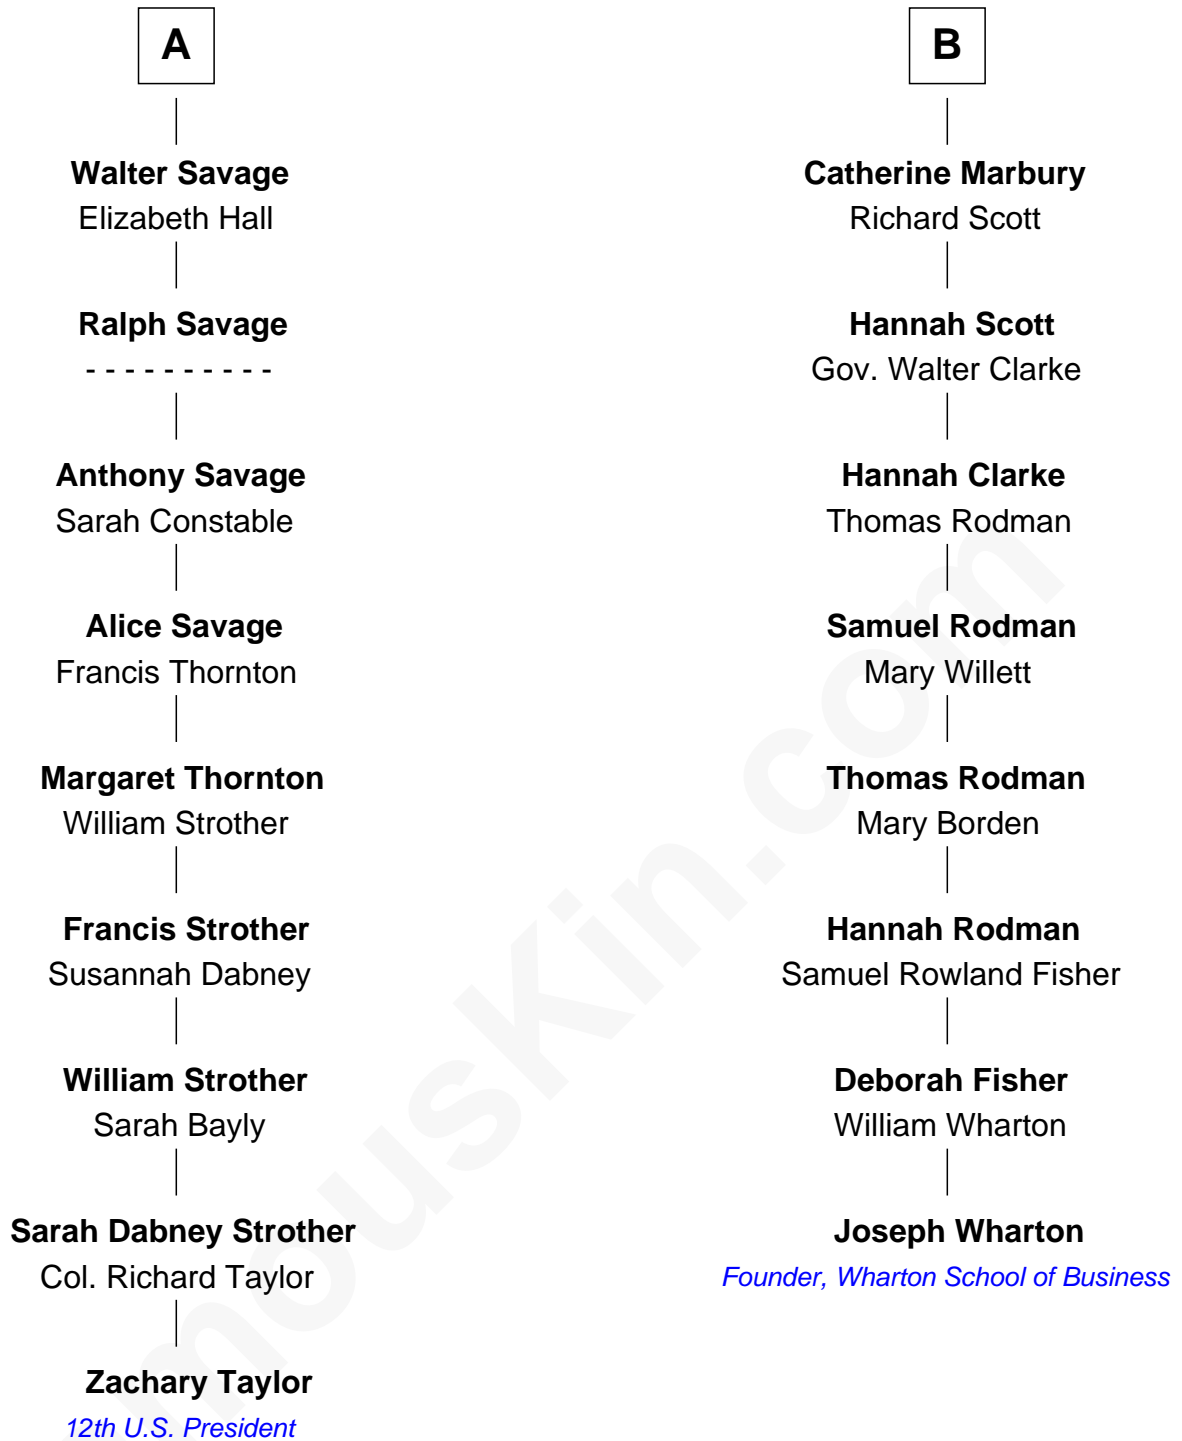 A
Walter Savage
Elizabeth Hall
Ralph Savage
- - - - - - - - - -
Anthony Savage
Sarah Constable
Alice Savage
Francis Thornton
Margaret Thornton
William Strother
Francis Strother
Susannah Dabney
William Strother
Sarah Bayly
Sarah Dabney Strother
Col. Richard Taylor
Zachary Taylor
12th U.S. President
B
Catherine Marbury
Richard Scott
Hannah Scott
Gov. Walter Clarke
Hannah Clarke
Thomas Rodman
Samuel Rodman
Mary Willett
Thomas Rodman
Mary Borden
Hannah Rodman
Samuel Rowland Fisher
Deborah Fisher
William Wharton
Joseph Wharton
Founder, Wharton School of Business
mousKin.com